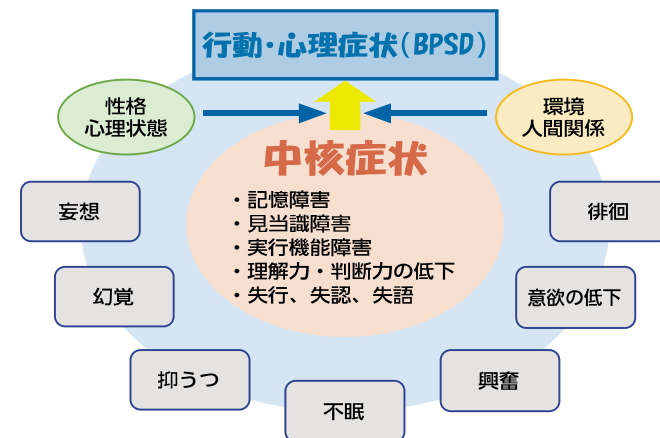 行動・心理症状(BPSD)
性格
心理状態
環境
人間関係
中核症状
・記憶障害
・見当識障害
・実行機能障害
・理解力・判断力の低下
・失行、失認、失語
妄想
徘徊
幻覚
意欲の低下
抑うつ
興奮
不眠